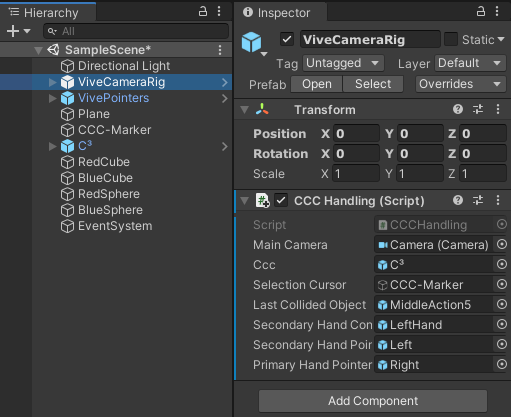 Hierarchy
All
SampleScene*
Directional Light
ViveCameraRig
VivePointers
Plane
CCC-Marker
C³
RedCube
BlueCube
RedSphere
BlueSphere
EventSystem
Inspector
ViveCameraRig
Static
Tag Untagged Layer Default
Prefab Open Select Overrides
Transform
Position X 0 Y 0 Z 0
Rotation X 0 Y 0 Z 0
Scale X 1 Y 1 Z 1
CCC Handling (Script)
Script CCCHandling
Main Camera Camera (Camera)
Ccc C³
Selection Cursor CCC-Marker
Last Collided Object MiddleAction5
Secondary Hand Con LeftHand
Secondary Hand Poin Left
Primary Hand Pointer Right
Add Component